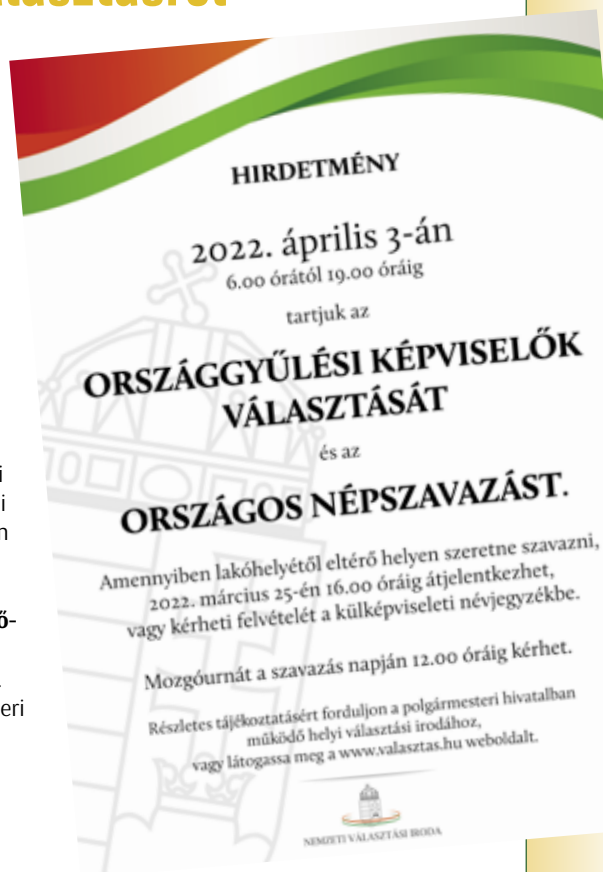 HIRDETMÉNY
2022. április 3-án
6.00 órától 19.00 óráig
tartjuk az
ORSZÁGGYŰLÉSI KÉPVISELŐK
VÁLASZTÁSÁT
és az
ORSZÁGOS NÉPSZAVAZÁST.
Amennyiben lakóhelyétől eltérő helyen szeretne szavazni,
2022. március 25-én 16.00 óráig átjelentkezhet,
vagy kérheti felvételét a külképviseleti névjegyzékbe.
Mozgóurnát a szavazás napján 12.00 óráig kérhet.
Részletes tájékoztatásért forduljon a polgármesteri hivatalban
működő helyi választási irodához,
vagy látogassa meg a www.valasztas.hu weboldalt.
NEMZETI VÁLASZTÁSI IRODA